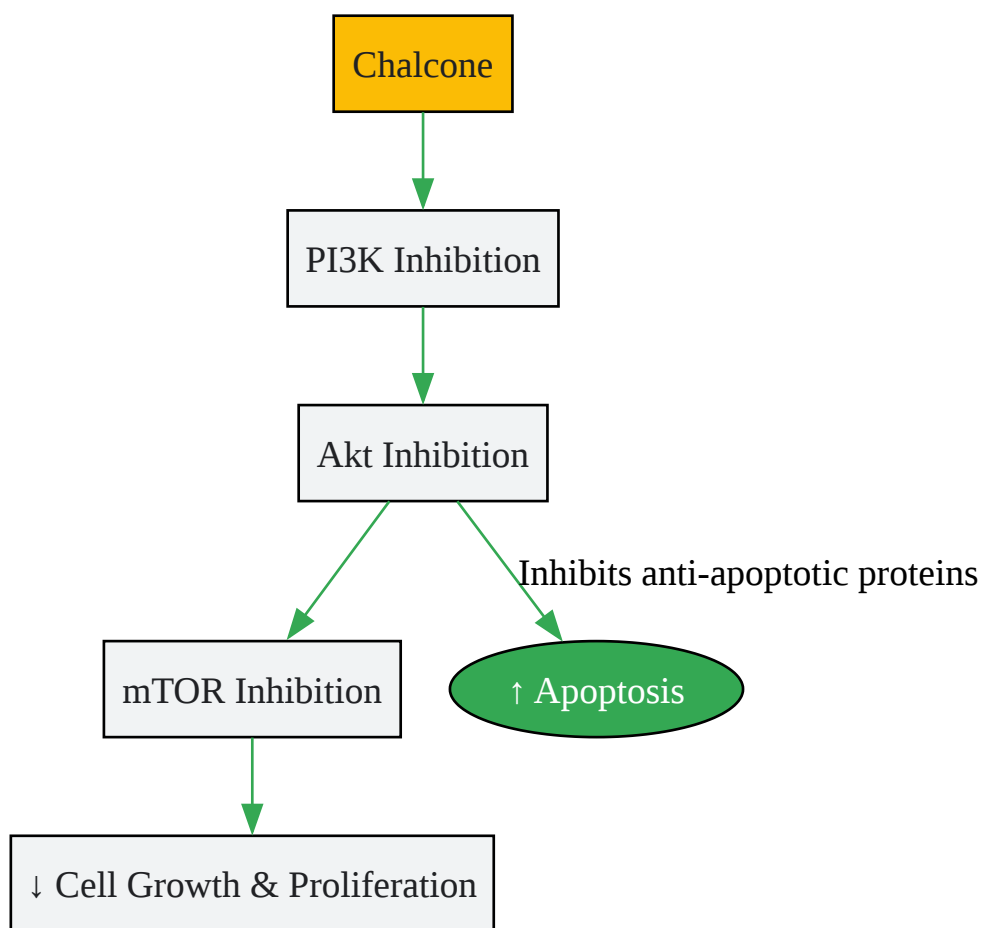 Chalcone
PI3K Inhibition
Akt Inhibition
Inhibits anti-apoptotic proteins
mTOR Inhibition
↑ Apoptosis
↓ Cell Growth & Proliferation